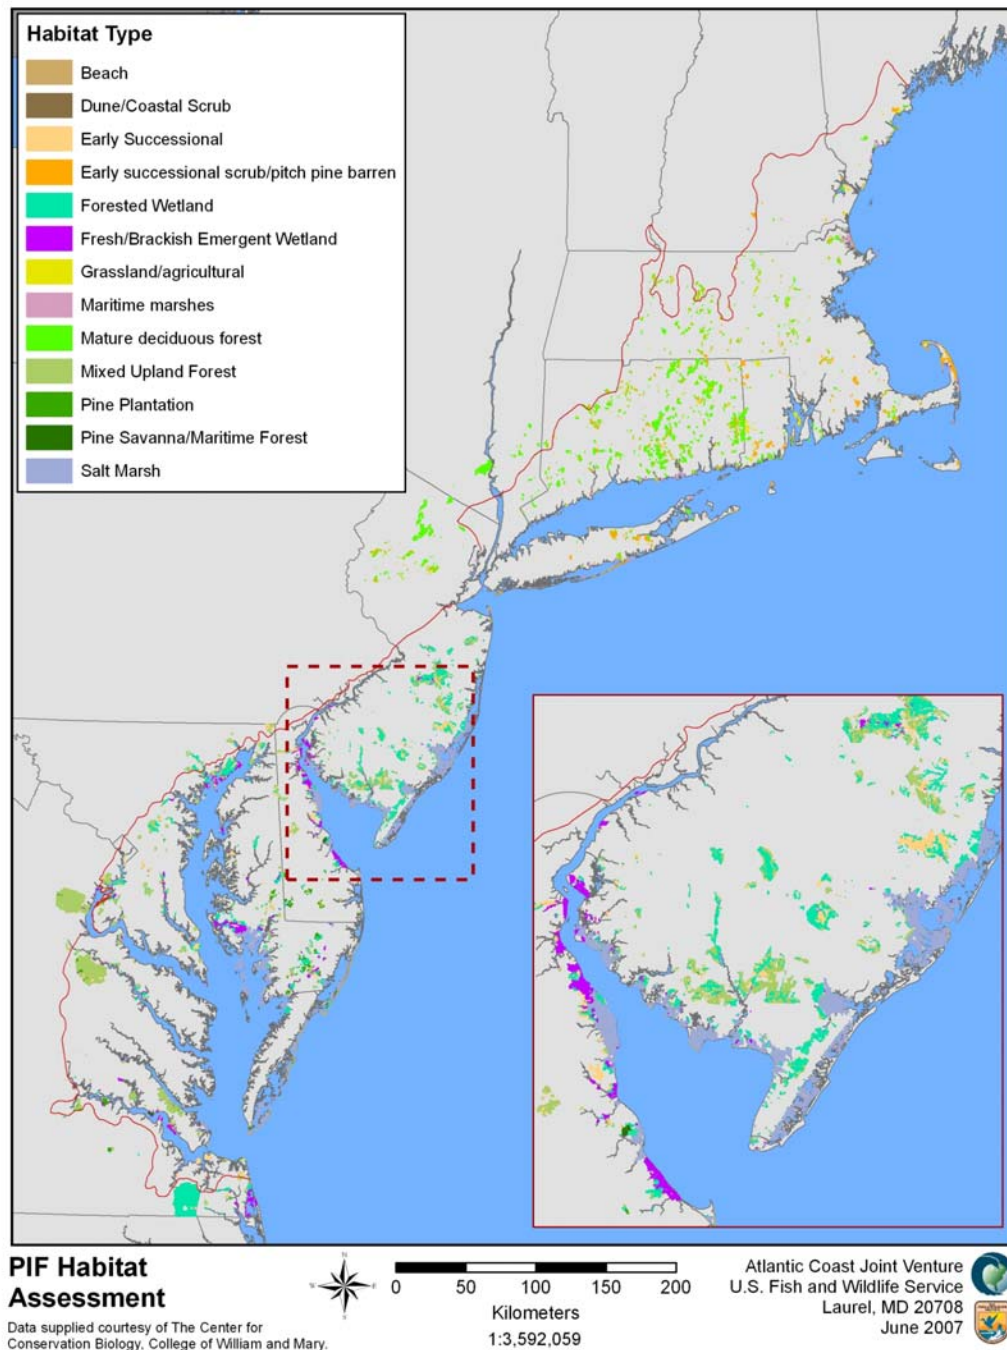 Habitat Type
Beach
Dune/Coastal Scrub
Early Successional
Early successional scrub/pitch pine barren
Forested Wetland
Fresh/Brackish Emergent Wetland
Grassland/agricultural
Maritime marshes
Mature deciduous forest
Mixed Upland Forest
Pine Plantation
Pine Savanna/Maritime Forest
Salt Marsh
PIF Habitat
Assessment
Data supplied courtesy of The Center for
Conservation Biology, College of William and Mary.
N
W
E
S
0 50 100 150 200
Kilometers
1:3,592,059
Atlantic Coast Joint Venture
U.S. Fish and Wildlife Service
Laurel, MD 20708
June 2007